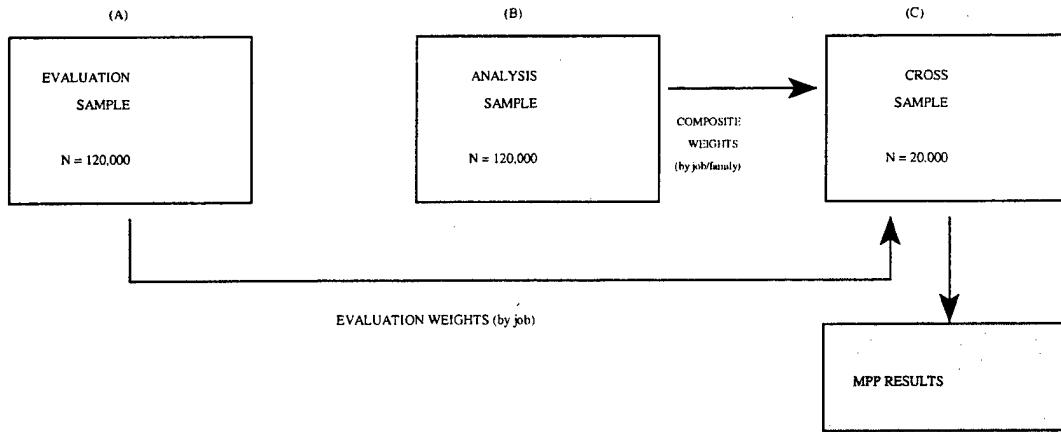 (A)
(B)
(C)
EVALUATION
SAMPLE
N = 120,000
ANALYSIS
SAMPLE
N = 120,000
COMPOSITE
WEIGHTS
(by job/family)
CROSS
SAMPLE
N = 20.000
EVALUATION WEIGHTS (by job)
MPP RESULTS